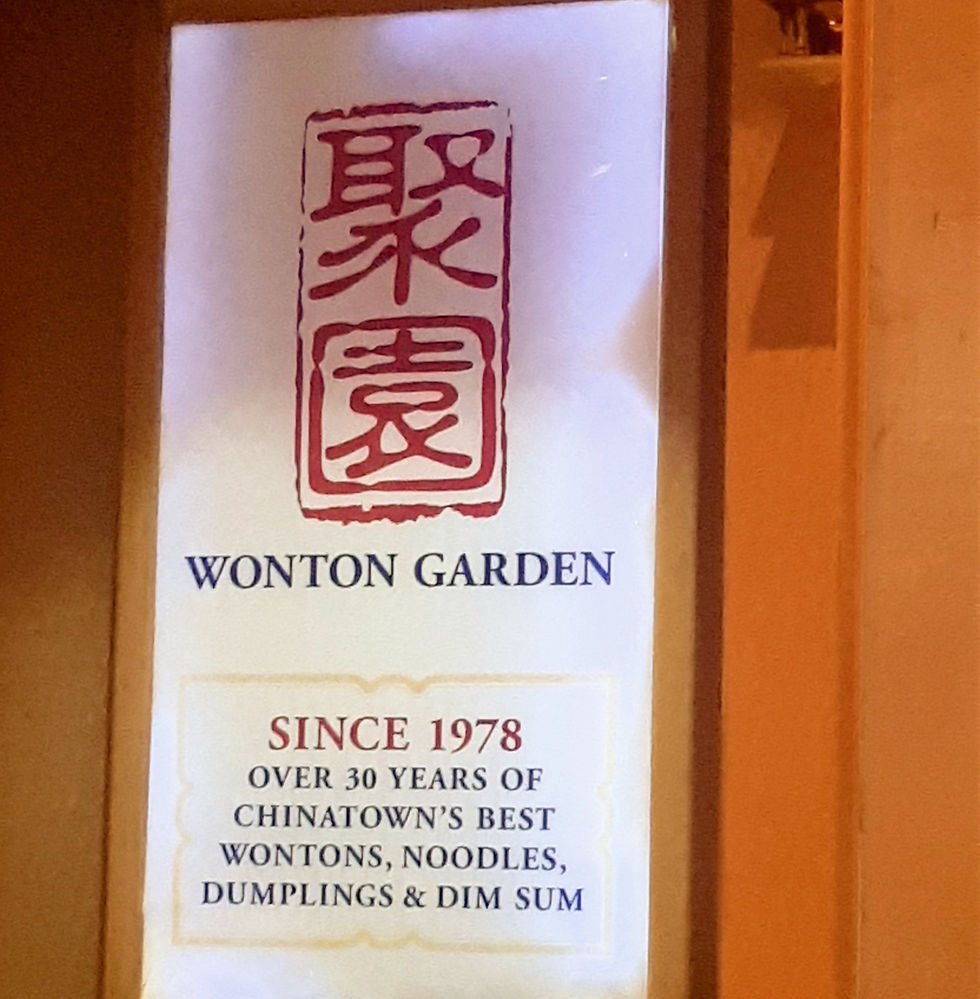 聚園
WONTON GARDEN
SINCE 1978
OVER 30 YEARS OF
CHINATOWN'S BEST
WONTONS, NOODLES,
DUMPLINGS & DIM SUM